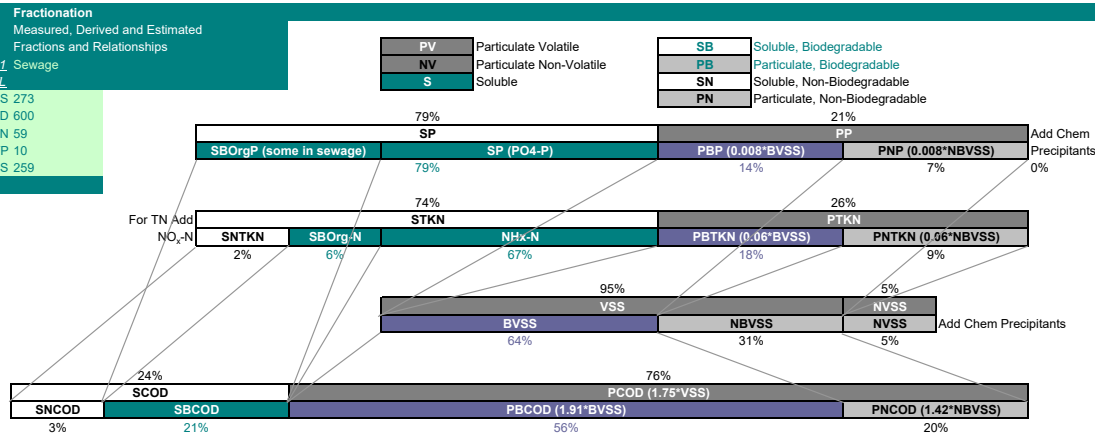 Fractionation
Measured, Derived and Estimated
Fractions and Relationships
1 Sewage
L
S 273
D 600
N 59
P 10
S 259
PV Particulate Volatile
NV Particulate Non-Volatile
S Soluble
SB Soluble, Biodegradable
PB Particulate, Biodegradable
SN Soluble, Non-Biodegradable
PN Particulate, Non-Biodegradable
79% 21%
SP PP Add Chem
SBOrgP (some in sewage) SP (PO4-P) PBP (0.008*BVSS) PNP (0.008*NBVSS) Precipitants
79% 14% 7% 0%
74% 26%
For TN Add STKN PTKN
NOx-N SNTKN SBOrg-N NHx-N PBTKN (0.06*BVSS) PNTKN (0.06*NBVSS)
2% 6% 67% 18% 9%
95% 5%
VSS NVSS
BVSS NBVSS NVSS Add Chem Precipitants
64% 31% 5%
24% 76%
SCOD PCOD (1.75*VSS)
SNCOD SBCOD PBCOD (1.91*BVSS) PNCOD (1.42*NBVSS)
3% 21% 56% 20%